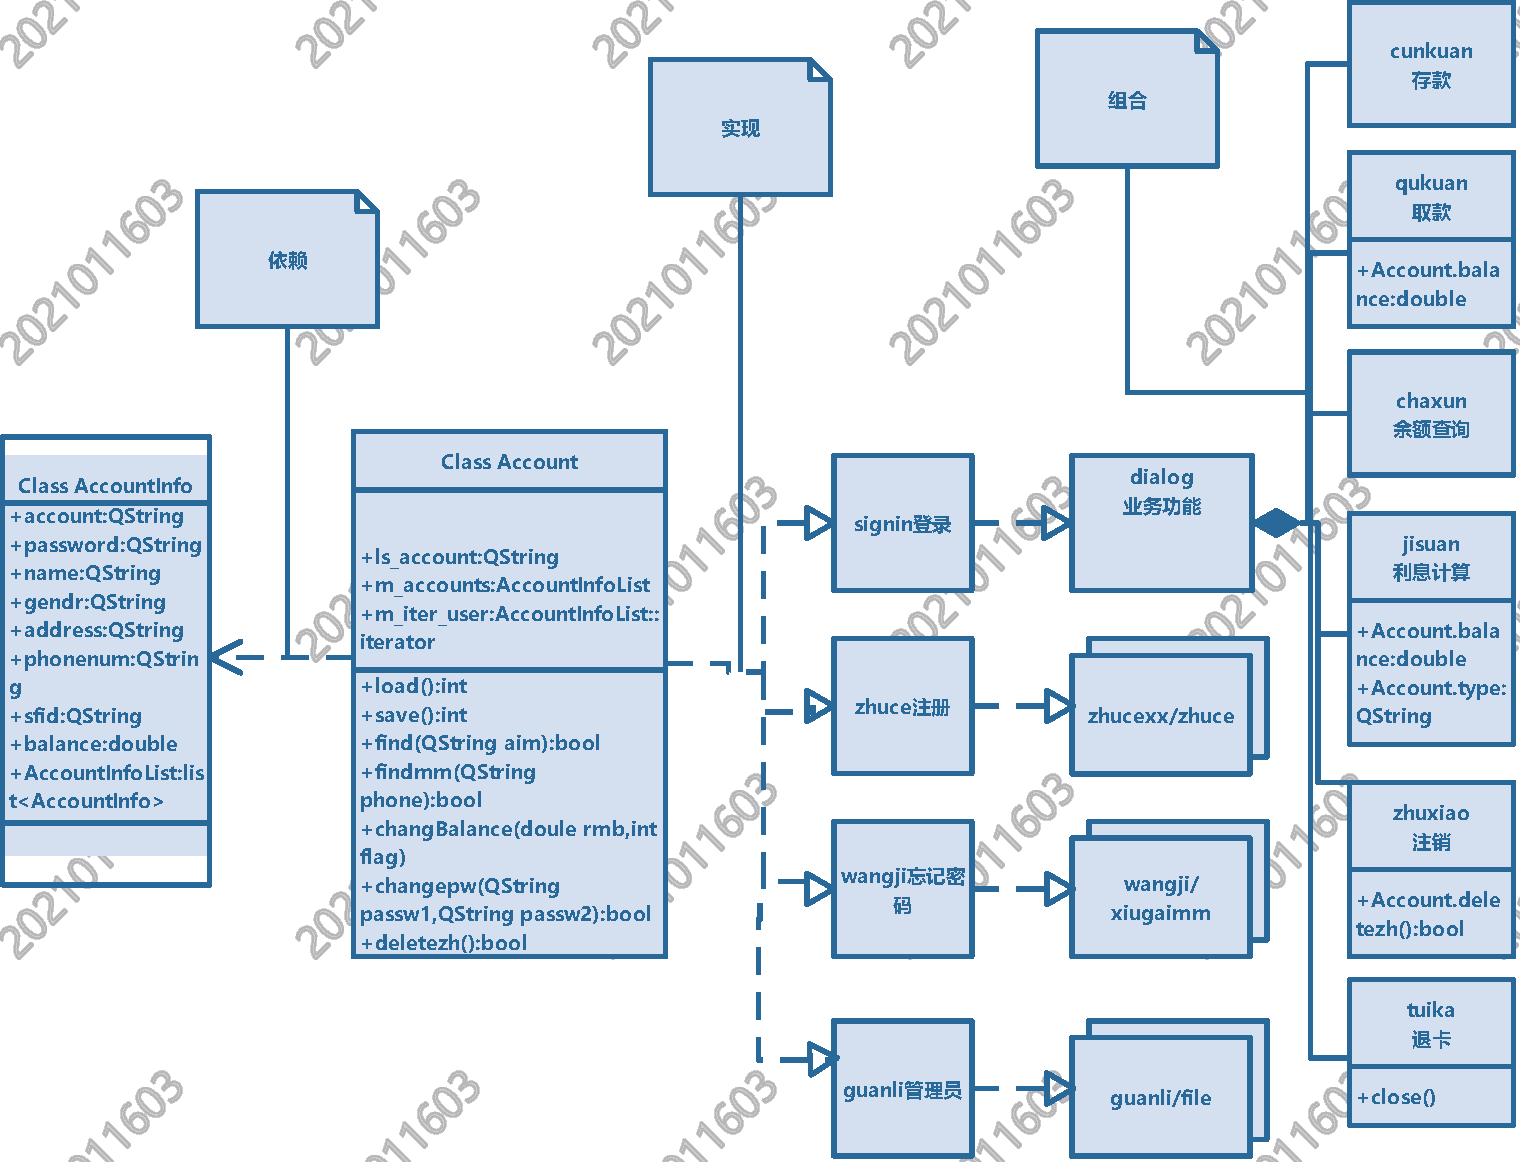 依赖
实现
组合
Class AccountInfo
+account:QString
+password:QString
+name:QString
+gendr:QString
+address:QString
+phonenum:QStrin
g
+sfid:QString
+balance:double
+AccountInfoList:lis
t<AccountInfo>
Class Account
+ls_account:QString
+m_accounts:AccountInfoList
+m_iter_user:AccountInfoList::
iterator
+load():int
+save():int
+find(QString aim):bool
+findmm(QString
phone):bool
+changBalance(doule rmb,int
flag)
+changepw(QString
passw1,QString passw2):bool
+deletezh():bool
signin登录
zhuce注册
wangji忘记密
码
guanli管理员
dialog
业务功能
zhucexx/zhuce
wangji/
xiugaimm
guanli/file
cunkuan
存款
qukuan
取款
+Account.bala
nce:double
chaxun
余额查询
jisuan
利息计算
+Account.bala
nce:double
+Account.type:
QString
zhuxiao
注销
+Account.dele
tezh():bool
tuika
退卡
+close()
2021011603